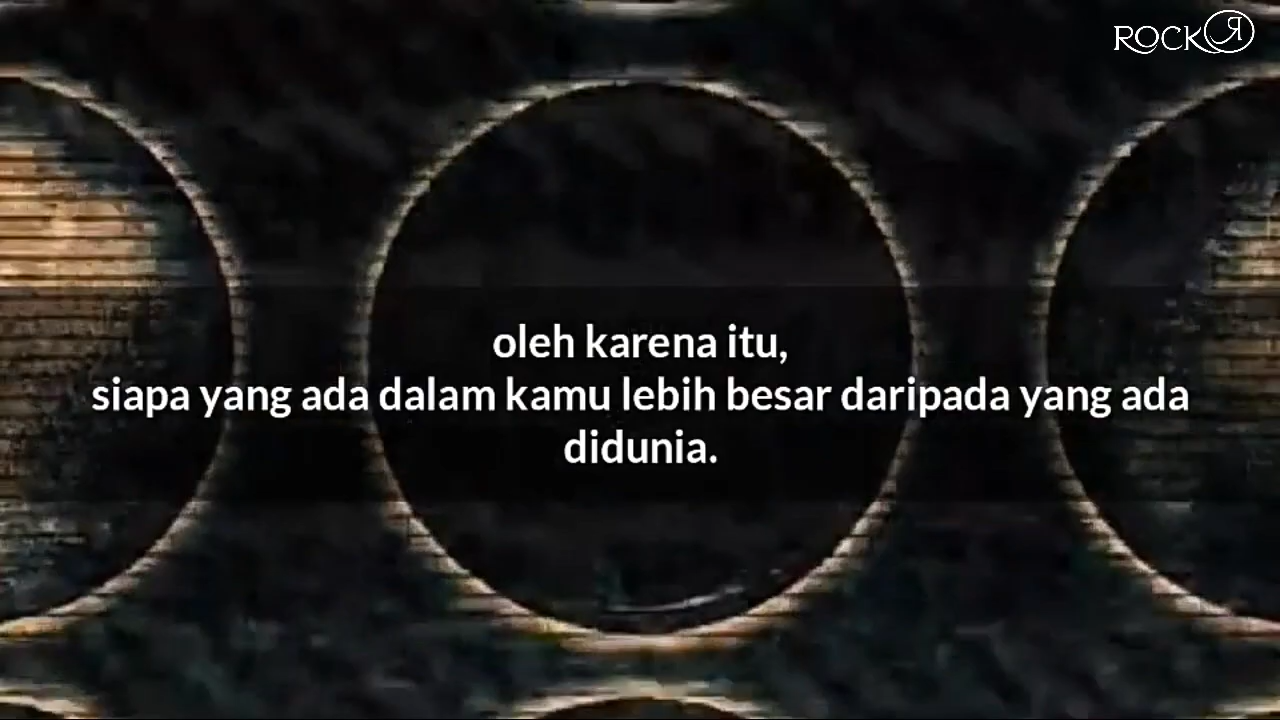 ROCKR
oleh karena itu,
siapa yang ada dalam kamu lebih besar daripada yang ada
didunia.